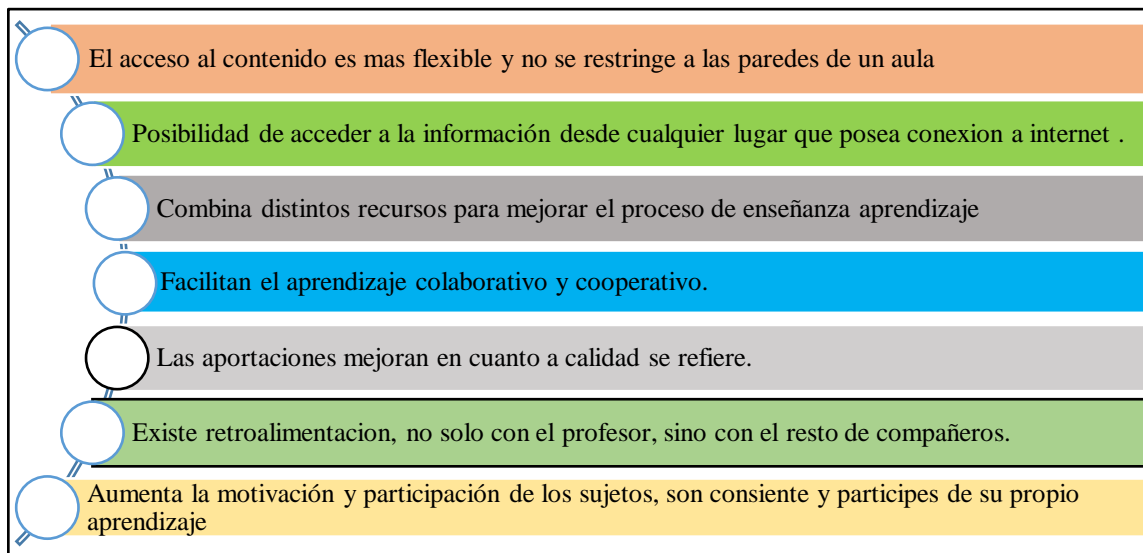 El acceso al contenido es mas flexible y no se restringe a las paredes de un aula
Posibilidad de acceder a la información desde cualquier lugar que posea conexion a internet .
Combina distintos recursos para mejorar el proceso de enseñanza aprendizaje
Facilitan el aprendizaje colaborativo y cooperativo.
Las aportaciones mejoran en cuanto a calidad se refiere.
Existe retroalimentacion, no solo con el profesor, sino con el resto de compañeros.
Aumenta la motivación y participación de los sujetos, son consiente y participes de su propio
aprendizaje